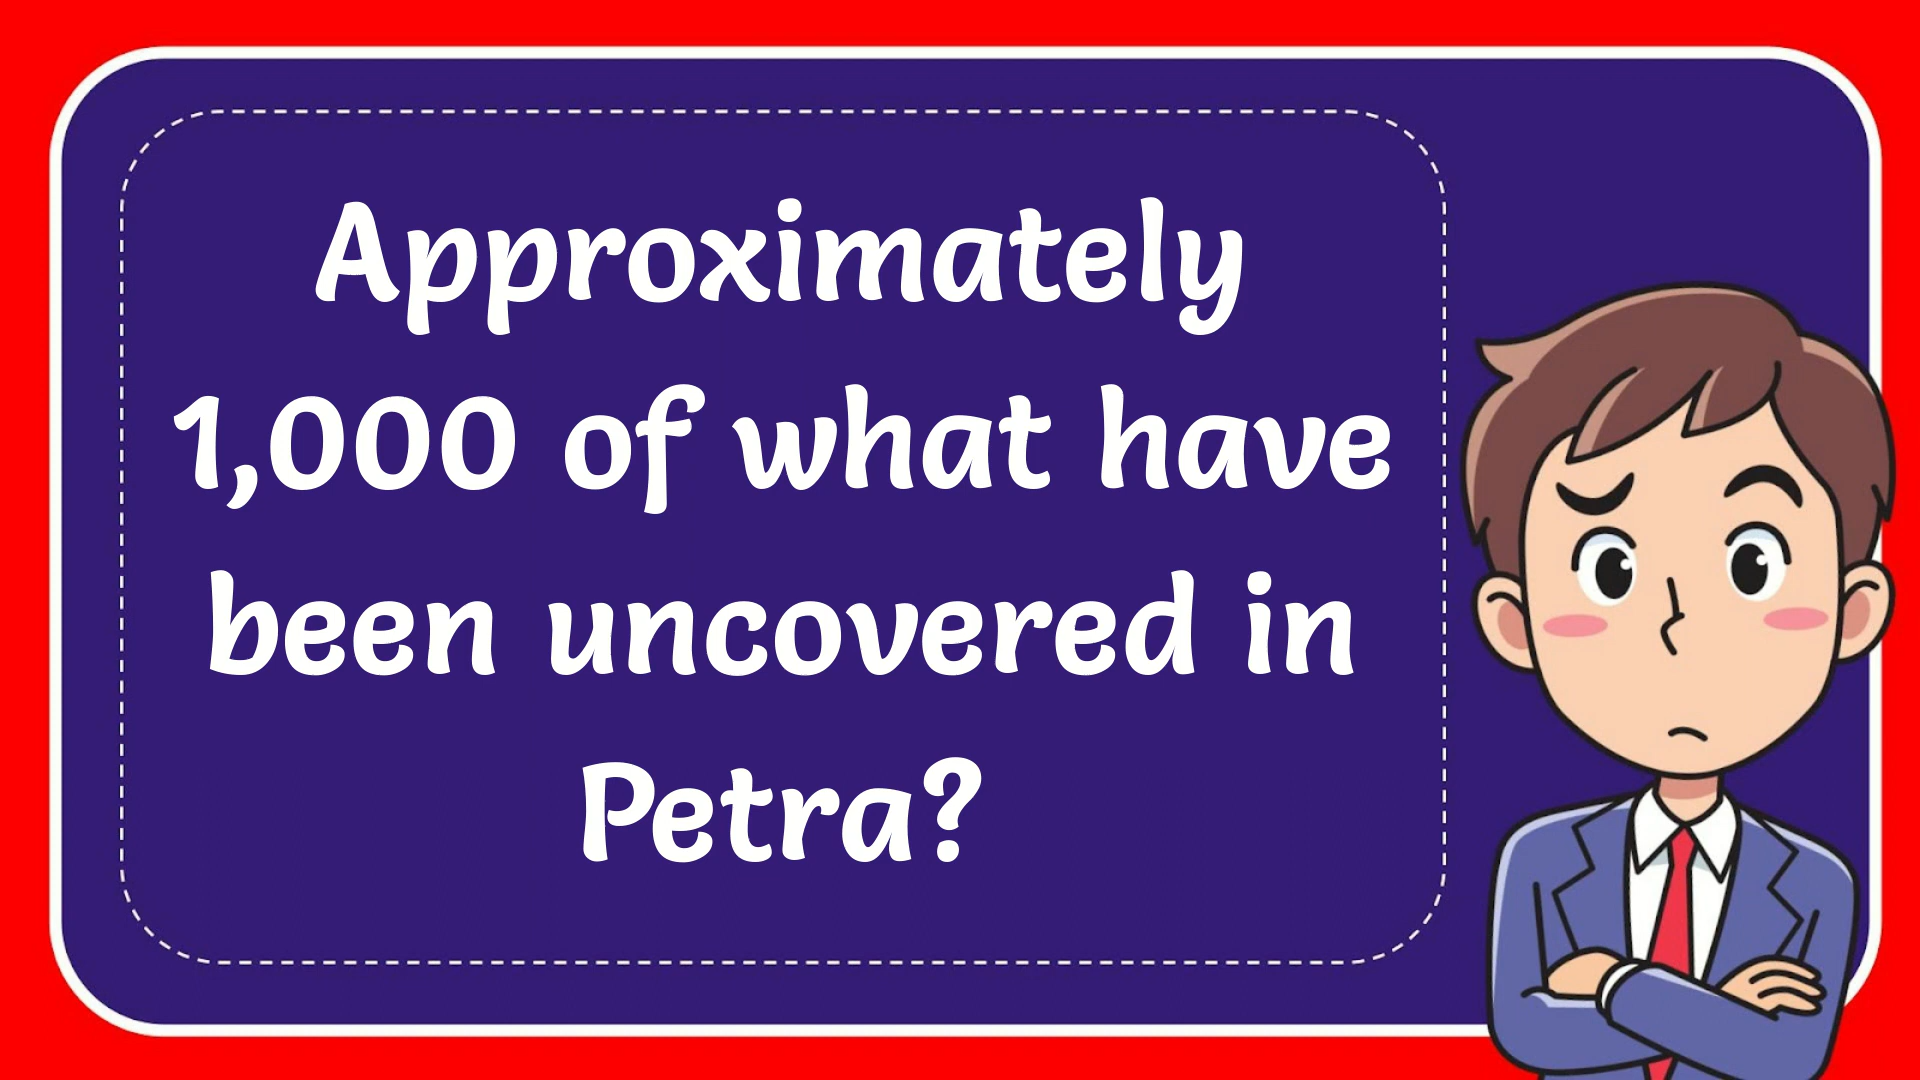 Approximately
1,000 of what have
been uncovered in
Petra?